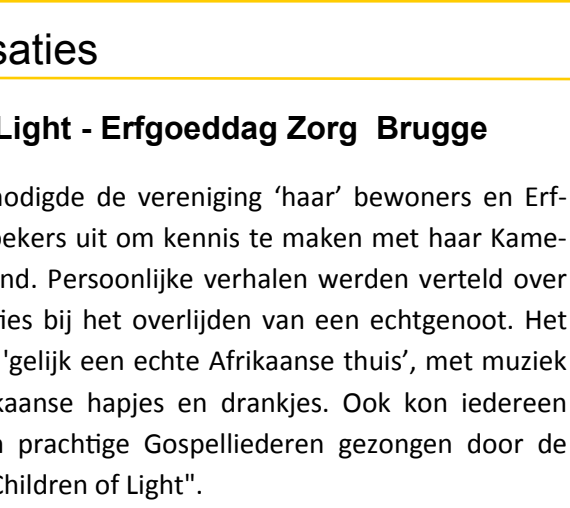 saties
Light - Erfgoeddag Zorg  Brugge
nodigde de vereniging ‘haar’ bewoners en Erf-
oekers uit om kennis te maken met haar Kame-
nd. Persoonlijke verhalen werden verteld over
ties bij het overlijden van een echtgenoot. Het
'gelijk een echte Afrikaanse thuis’, met muziek
kaanse hapjes en drankjes. Ook kon iedereen
n prachtige Gospelliederen gezongen door de
Children of Light".